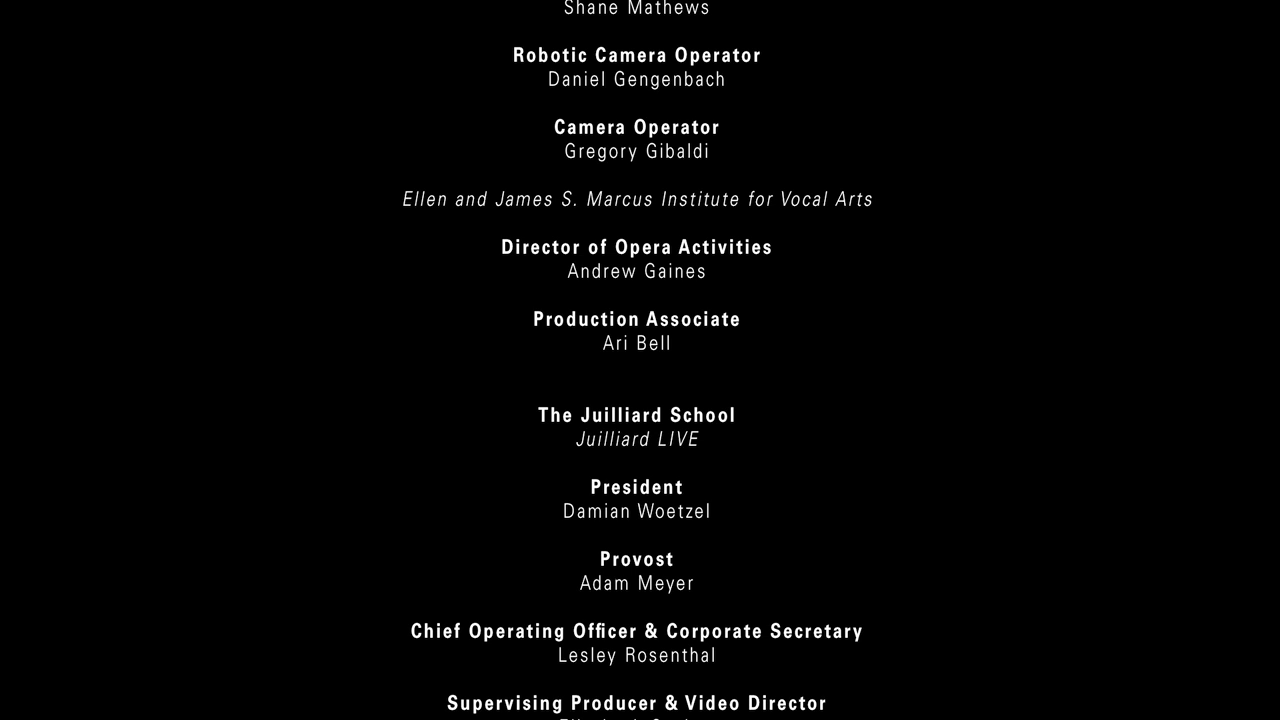 Shane Mathews
Robotic Camera Operator
Daniel Gengenbach
Camera Operator
Gregory Gibaldi
Ellen and James S. Marcus Institute for Vocal Arts
Director of Opera Activities
Andrew Gaines
Production Associate
Ari Bell
The Juilliard School
Juilliard LIVE
President
Damian Woetzel
Provost
Adam Meyer
Chief Operating Officer & Corporate Secretary
Lesley Rosenthal
Supervising Producer & Video Director